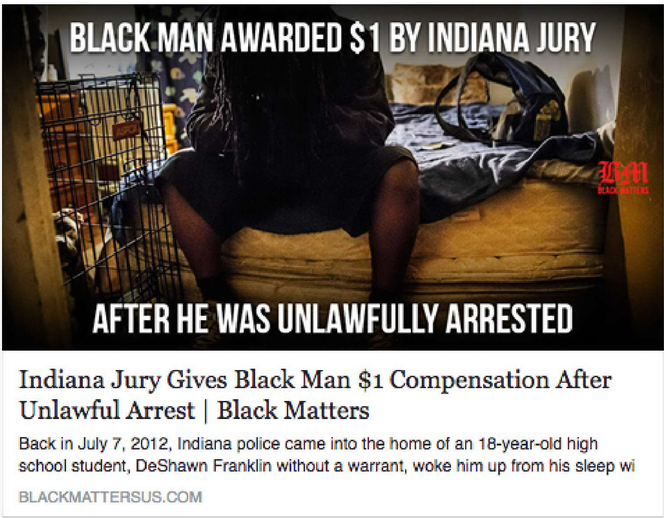 BLACK MAN AWARDED $1 BY INDIANA JURY
BM
BLACK MATTERS
AFTER HE WAS UNLAWFULLY ARRESTED
Indiana Jury Gives Black Man $1 Compensation After
Unlawful Arrest | Black Matters
Back in July 7, 2012, Indiana police came into the home of an 18-year-old high
school student, DeShawn Franklin without a warrant, woke him up from his sleep wi
BLACKMATTERSUS.COM